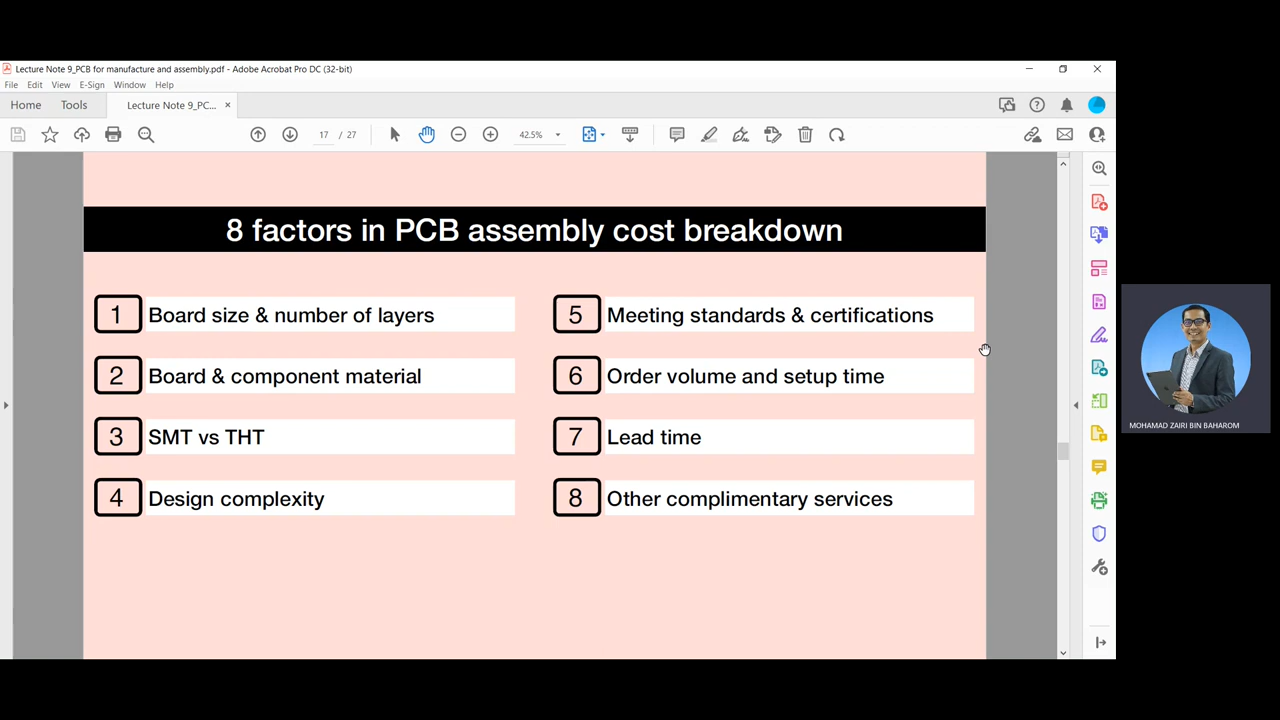 Lecture Note 9_PCB for manufacture and assembly.pdf - Adobe Acrobat Pro DC (32-bit)
File Edit View E-Sign Window Help
Home Tools Lecture Note 9_PC... ×
17 / 27 42.5%
8 factors in PCB assembly cost breakdown
1 Board size & number of layers
2 Board & component material
3 SMT vs THT
4 Design complexity
5 Meeting standards & certifications
6 Order volume and setup time
7 Lead time
8 Other complimentary services
MOHAMAD ZAIRI BIN BAHAROM